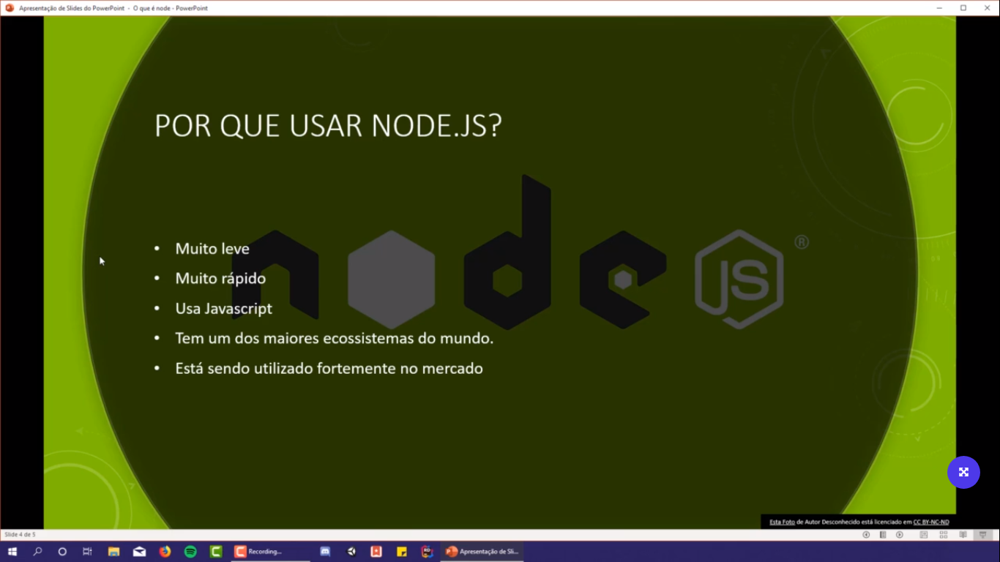 Apresentação de Slides do PowerPoint - O que é node - PowerPoint
POR QUE USAR NODE.JS?
node JS ®
• Muito leve
• Muito rápido
• Usa Javascript
• Tem um dos maiores ecossistemas do mundo.
• Está sendo utilizado fortemente no mercado
Esta Foto de Autor Desconhecido está licenciado em CC BY-NC-ND
Slide 4 de 5
Recording...
Apresentação de Sli...